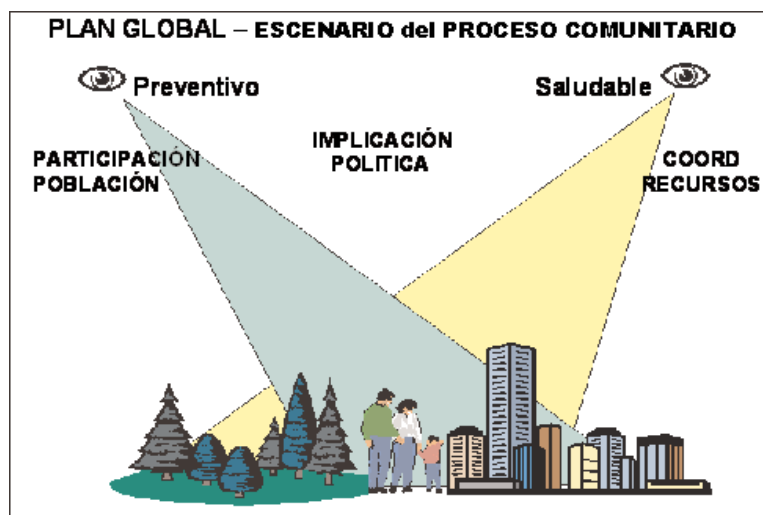 PLAN GLOBAL – ESCENARIO del PROCESO COMUNITARIO
Preventivo
Saludable
PARTICIPACIÓN
POBLACIÓN
IMPLICACIÓN
POLITICA
COORD
RECURSOS